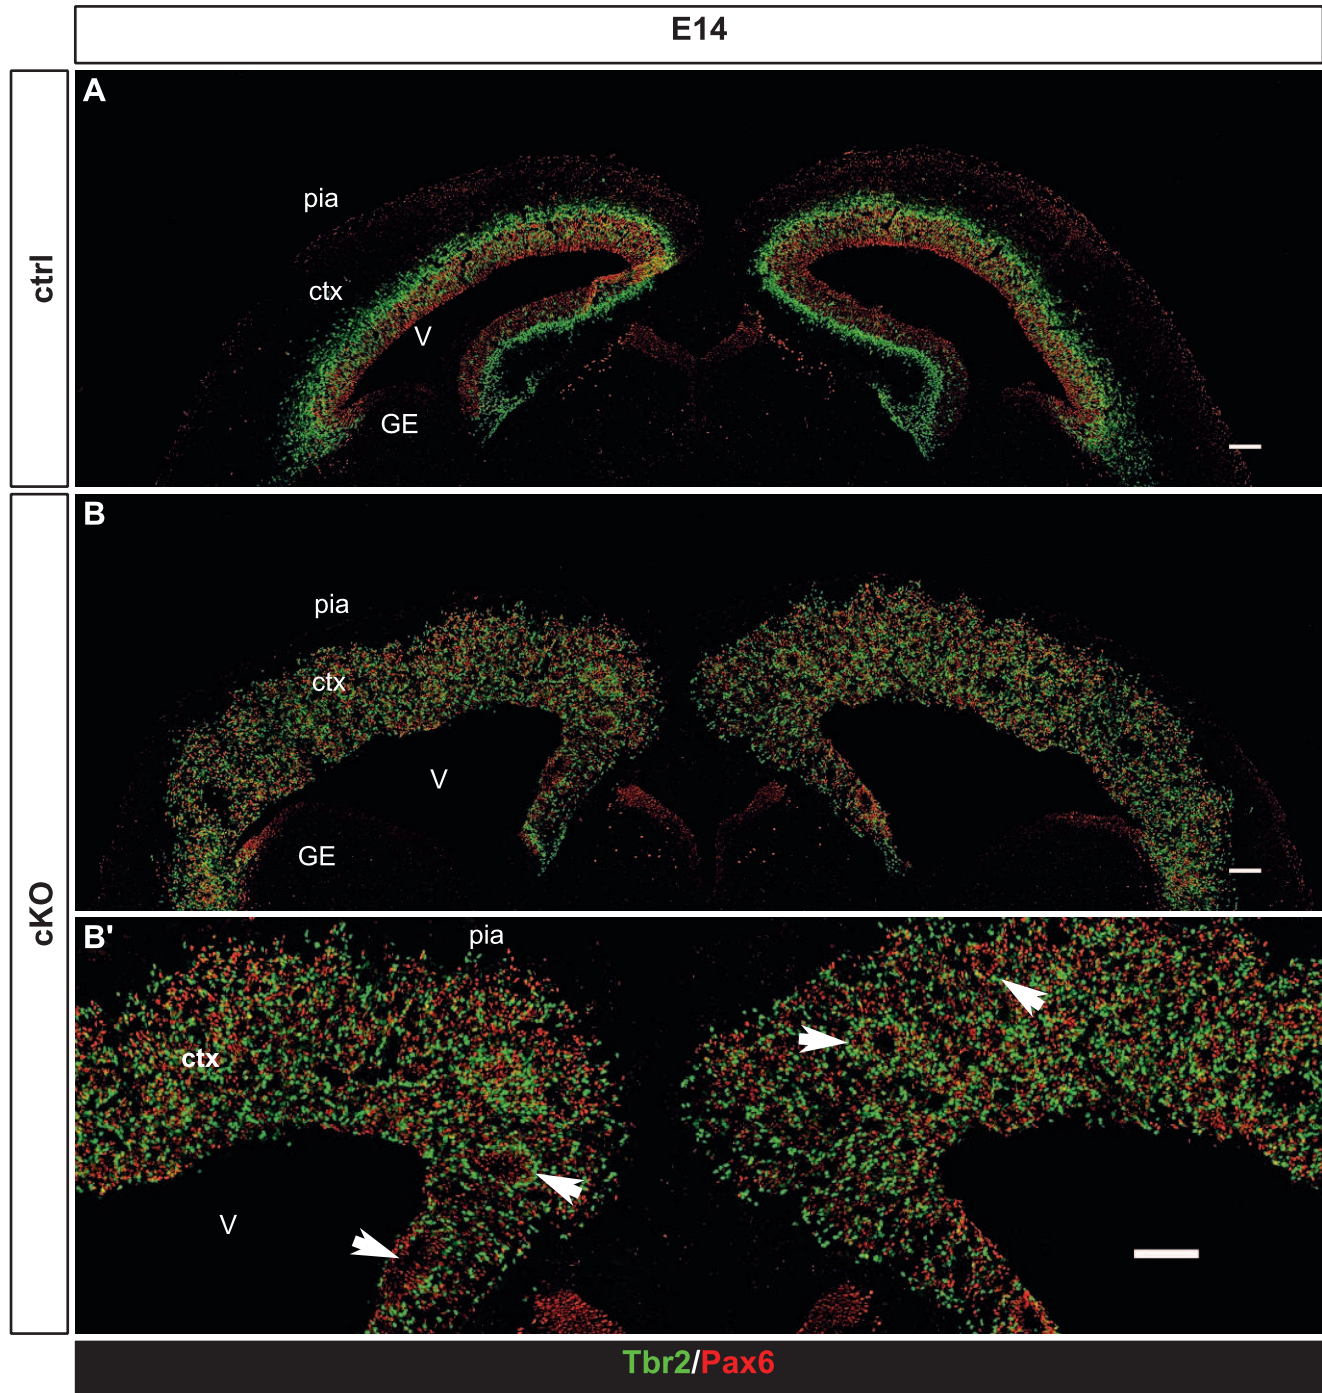 E14
ctrl
A
pia
ctx
V
GE
cKO
B
pia
ctx
V
GE
B'
pia
ctx
V
Tbr2/Pax6